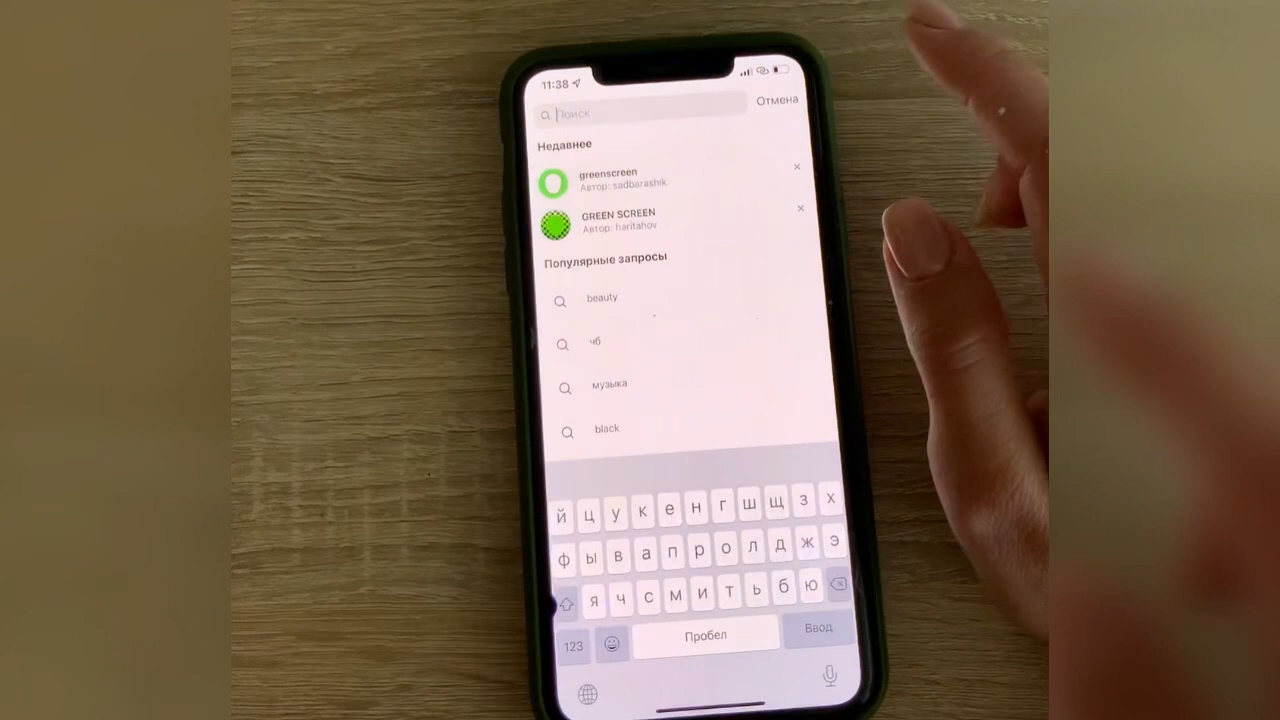 11:38
Поиск
Отмена
Недавнее
greenscreen
Автор: sadbarashik
GREEN SCREEN
Автор: haritahov
Популярные запросы
beauty
чб
музыка
black
й ц у к е н г ш щ з х
ф ы в а п р о л д ж э
я ч с м и т ь б ю
123
Пробел
Ввод